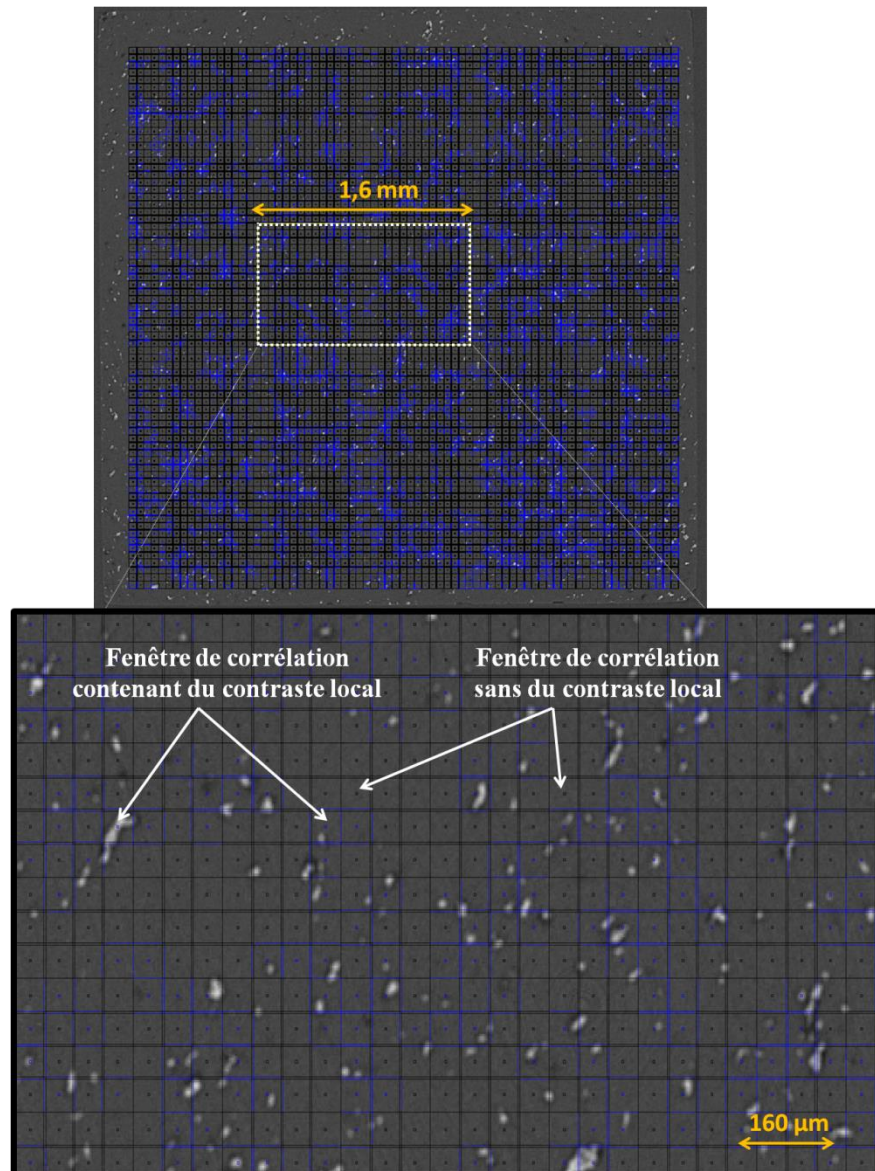 1,6 mm
Fenêtre de corrélation
contenant du contraste local
Fenêtre de corrélation
sans du contraste local
160 µm